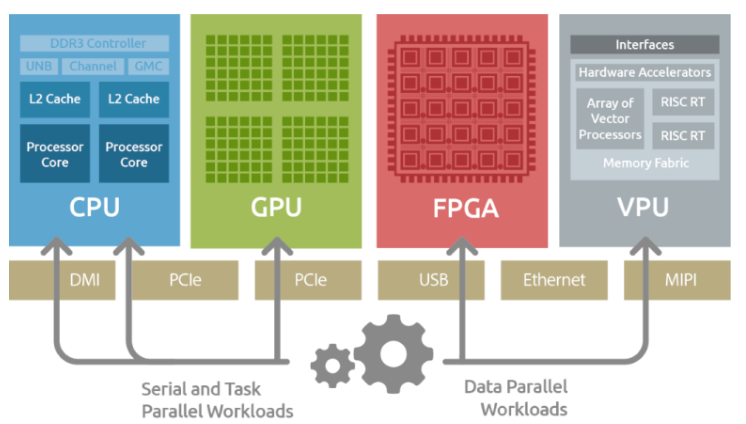 DDR3 Controller
UNB Channel GMC
L2 Cache L2 Cache
Processor Processor
Core Core
CPU
GPU
FPGA
Interfaces
Hardware Accelerators
Array of
Vector
Processors
RISC RT
RISC RT
Memory Fabric
VPU
DMI PCIe PCIe USB Ethernet MIPI
Serial and Task
Parallel Workloads
Data Parallel
Workloads